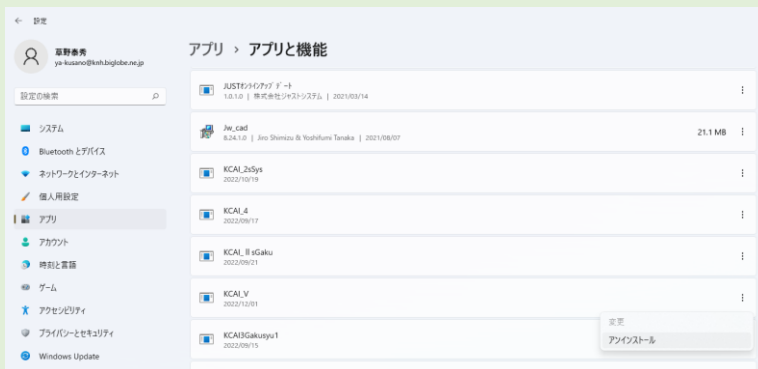 ← 設定
草野泰秀
ya-kusano@knh.biglobe.ne.jp
設定の検索
システム
Bluetooth とデバイス
ネットワークとインターネット
個人用設定
アプリ
アカウント
時刻と言語
ゲーム
アクセシビリティ
プライバシーとセキュリティ
Windows Update
アプリ › アプリと機能
JUSTオンラインアップデート
1.0.1.0 | 株式会社ジャストシステム | 2021/03/14
Jw_cad
8.24.1.0 | Jiro Shimizu & Yoshifumi Tanaka | 2021/08/07
21.1 MB
KCAI_2sSys
2022/10/19
KCAI_4
2022/09/17
KCAI_ⅡsGaku
2022/09/21
KCAI_V
2022/12/01
変更
アンインストール
KCAI3Gakusyu1
2022/09/15